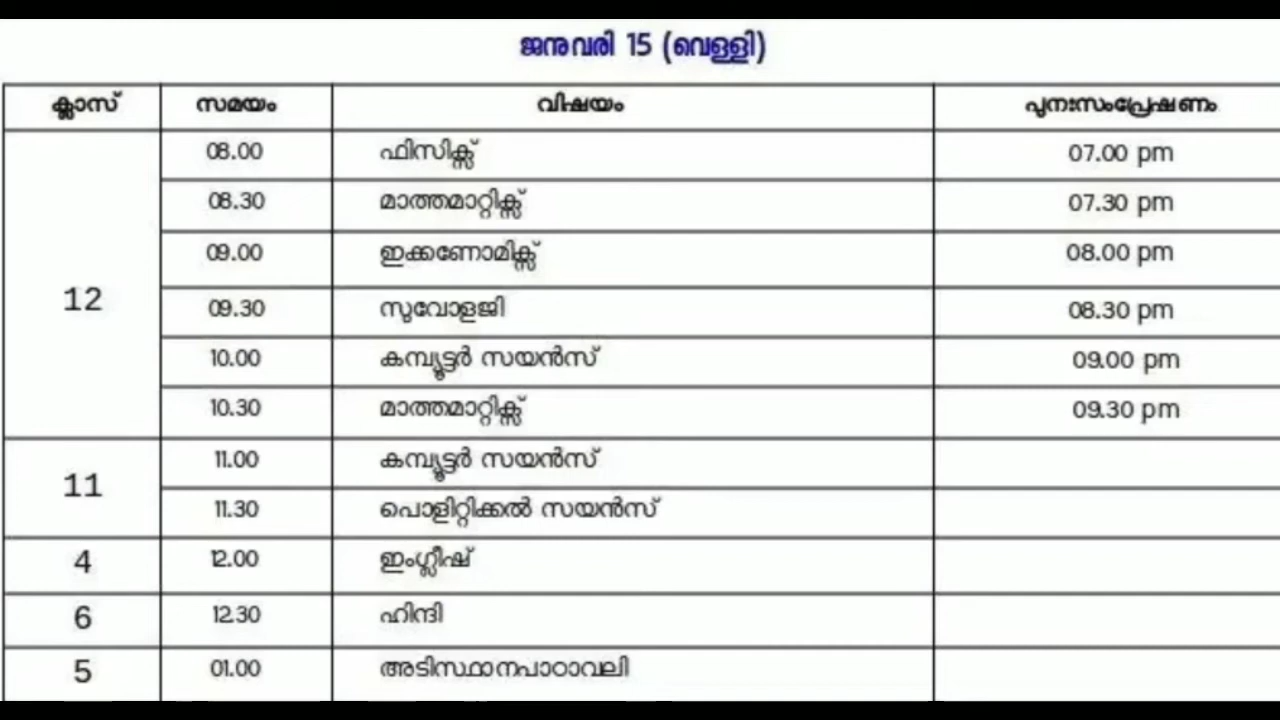 ജനുവരി 15 (വെള്ളി)
ക്ലാസ് സമയം വിഷയം പുനഃസംപ്രേഷണം
12
08.00 ഫിസിക്സ് 07.00 pm
08.30 മാത്തമാറ്റിക്സ് 07.30 pm
09.00 ഇക്കണോമിക്സ് 08.00 pm
09.30 സുവോളജി 08.30 pm
10.00 കമ്പ്യൂട്ടർ സയൻസ് 09.00 pm
10.30 മാത്തമാറ്റിക്സ് 09.30 pm
11
11.00 കമ്പ്യൂട്ടർ സയൻസ്
11.30 പൊളിറ്റിക്കൽ സയൻസ്
4 12.00 ഇംഗ്ലീഷ്
6 12.30 ഹിന്ദി
5 01.00 അടിസ്ഥാനപാഠാവലി